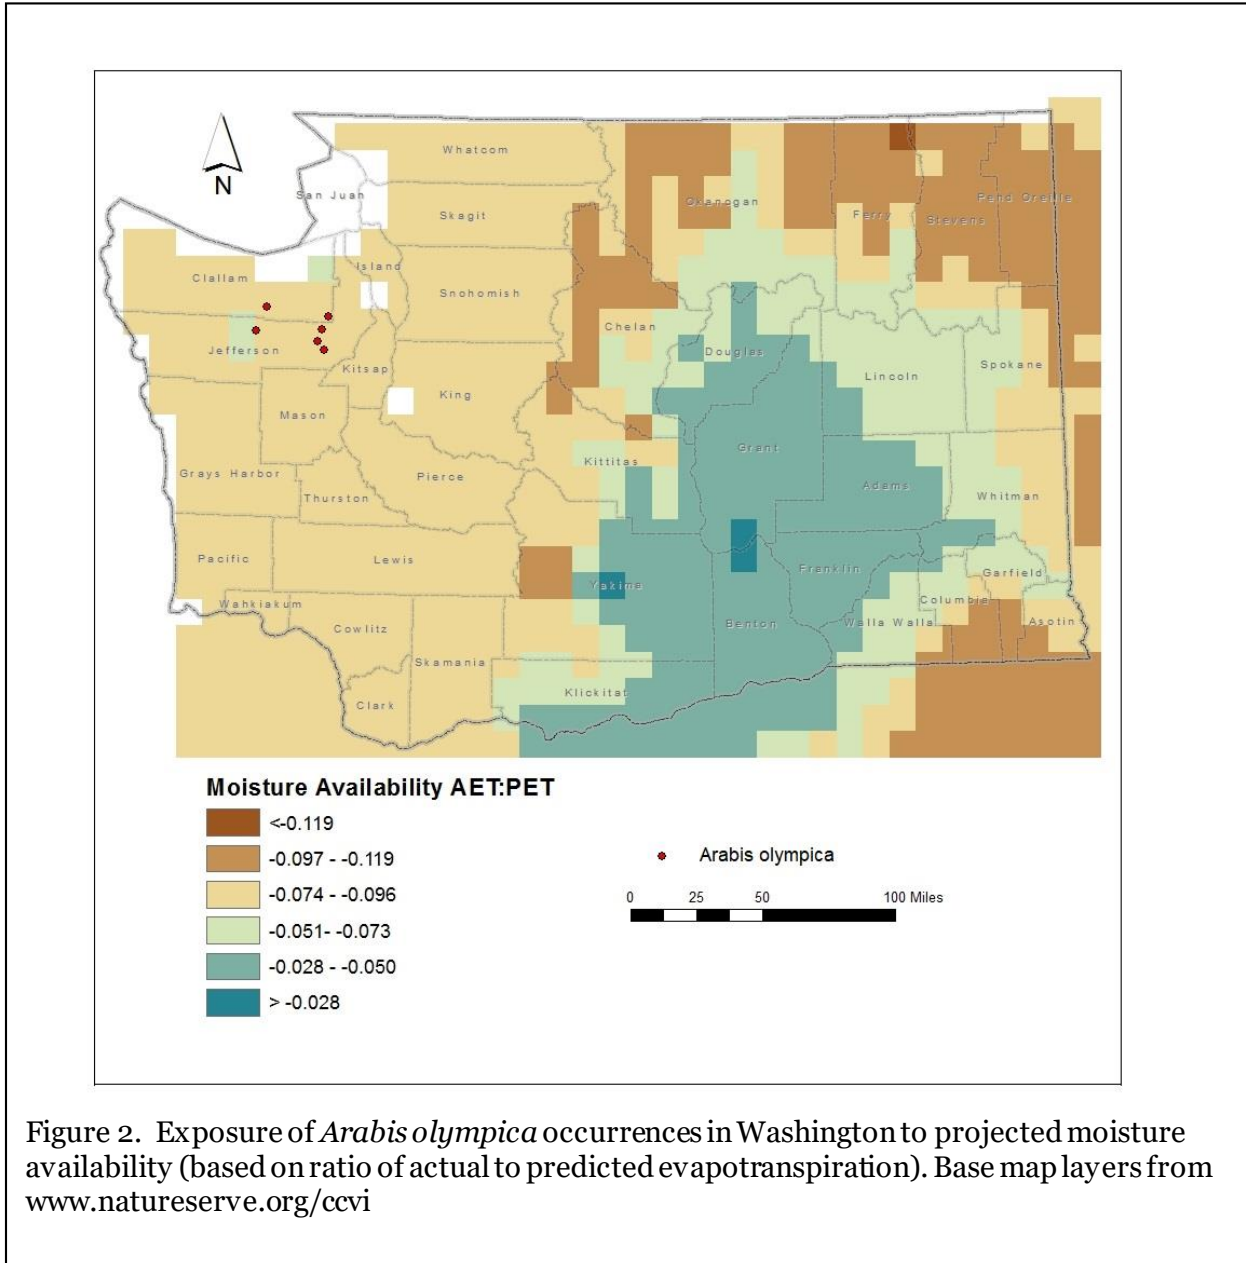 N
Whatcom
San Juan
Skagit
Okanogan
Ferry
Stevens
Pend Oreille
Island
Clallam
Snohomish
Chelan
Douglas
Jefferson
Kitsap
Lincoln
Spokane
King
Mason
Grant
Kittitas
Grays Harbor
Pierce
Thurston
Adams
Whitman
Pacific
Lewis
Yakima
Franklin
Garfield
Wahkiakum
Columbia
Cowlitz
Benton
Walla Walla
Asotin
Skamania
Klickitat
Clark
Moisture Availability AET:PET
<-0.119
-0.097 - -0.119
-0.074 - -0.096
-0.051- -0.073
-0.028 - -0.050
> -0.028
Arabis olympica
0 25 50 100 Miles
Figure 2. Exposure of Arabis olympica occurrences in Washington to projected moisture
availability (based on ratio of actual to predicted evapotranspiration). Base map layers from
www.natureserve.org/ccvi